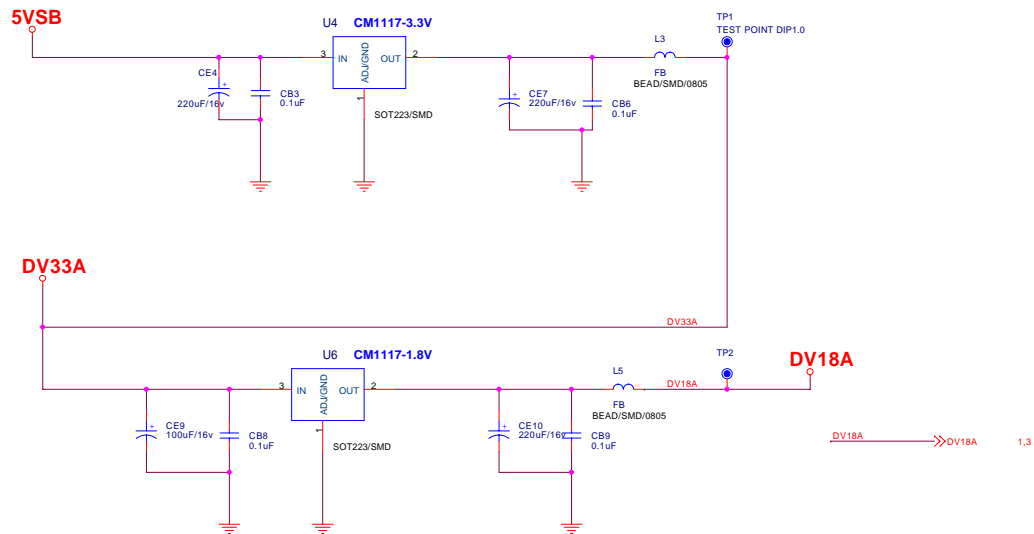 5VSB
U4 CM1117-3.3V
TP1
TEST POINT DIP1.0
3 IN ADJ/GND OUT 2
1
SOT223/SMD
CE4
220uF/16v
CB3
0.1uF
CE7
220uF/16v
CB6
0.1uF
L3
FB
BEAD/SMD/0805
DV33A
DV33A
U6 CM1117-1.8V
TP2
DV18A
3 IN ADJ/GND OUT 2
1
SOT223/SMD
CE9
100uF/16v
CB8
0.1uF
CE10
220uF/16v
CB9
0.1uF
L5
DV18A
FB
BEAD/SMD/0805
DV18A
DV18A 1,3